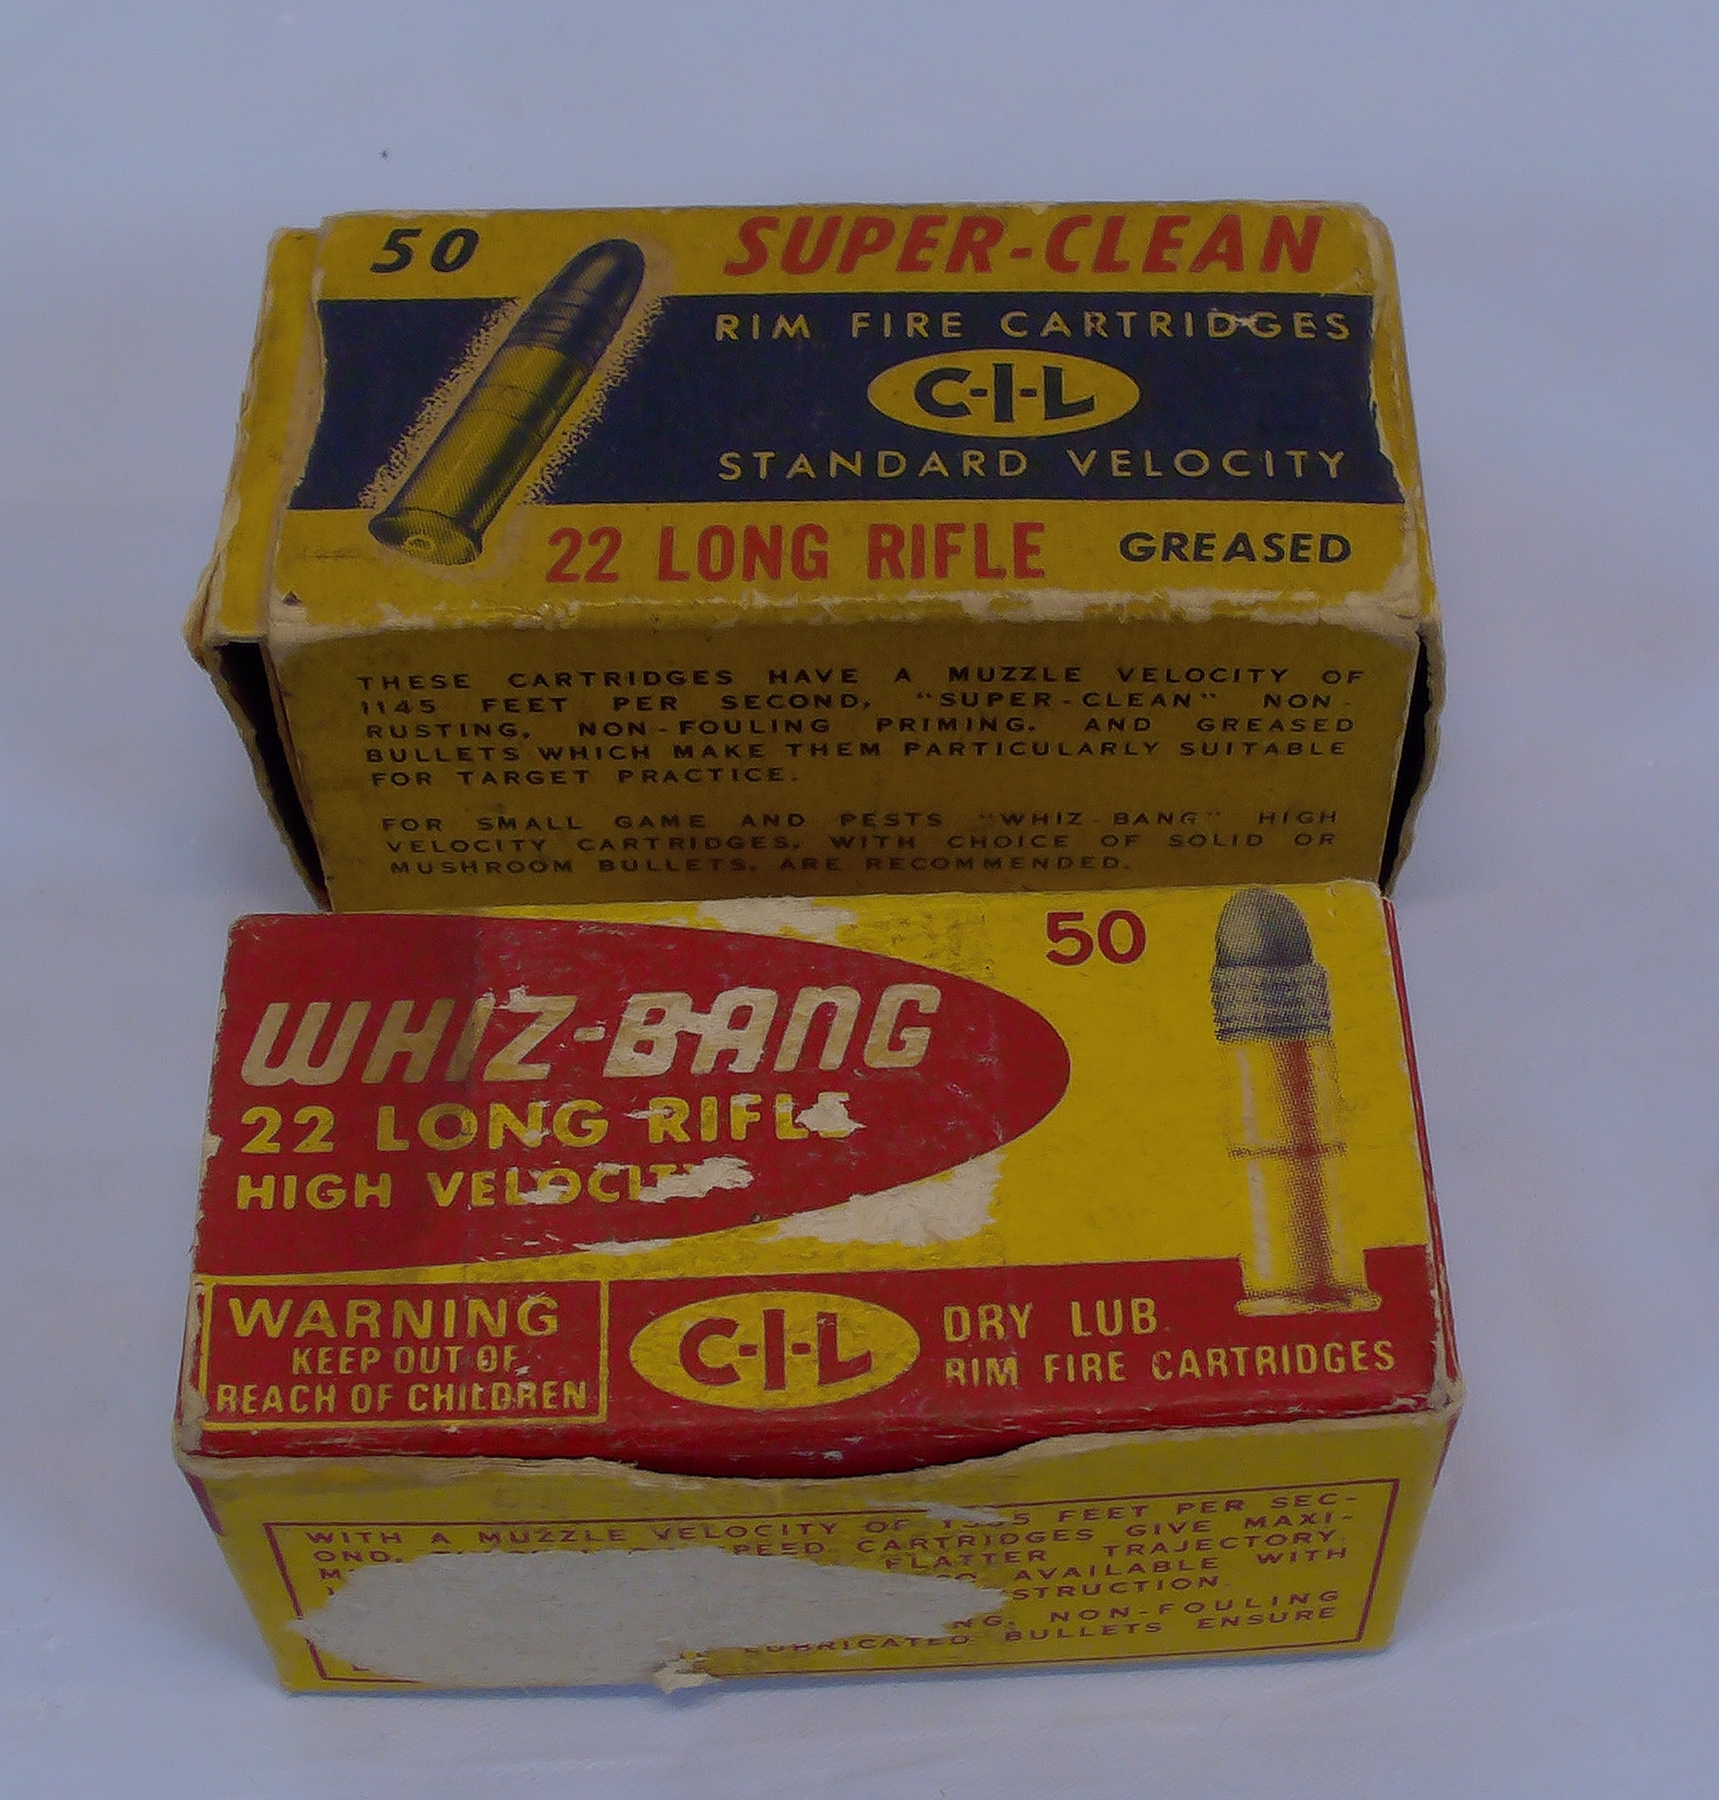 50
SUPER-CLEAN
RIM FIRE CARTRIDGES
C-I-L
STANDARD VELOCITY
22 LONG RIFLE GREASED
THESE CARTRIDGES HAVE A MUZZLE VELOCITY OF
1145 FEET PER SECOND, "SUPER-CLEAN" NON-
RUSTING, NON-FOULING PRIMING, AND GREASED
BULLETS WHICH MAKE THEM PARTICULARLY SUITABLE
FOR TARGET PRACTICE.
FOR SMALL GAME AND PESTS "WHIZ-BANG" HIGH
VELOCITY CARTRIDGES, WITH CHOICE OF SOLID OR
MUSHROOM BULLETS, ARE RECOMMENDED.
50
WHIZ-BANG
22 LONG RIFLE
HIGH VELOCITY
WARNING
KEEP OUT OF
REACH OF CHILDREN
C-I-L
DRY LUB
RIM FIRE CARTRIDGES
WITH A MUZZLE VELOCITY OF FEET PER SEC-
OND, CARTRIDGES GIVE MAXI-
FLATTER TRAJECTORY.
AVAILABLE WITH
NON-FOULING
BULLETS ENSURE